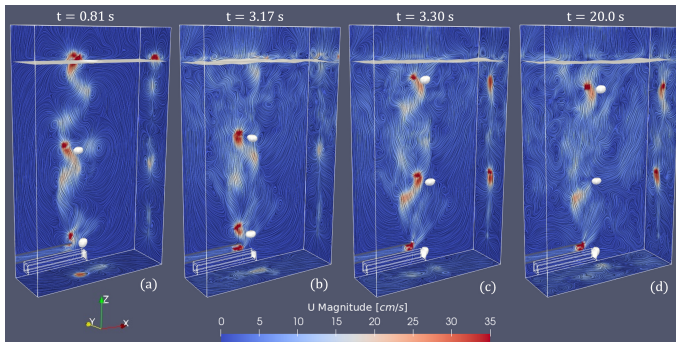 t = 0.81 s
t = 3.17 s
t = 3.30 s
t = 20.0 s
(a)
(b)
(c)
(d)
Z
Y
X
U Magnitude [cm/s]
0 5 10 15 20 25 30 35